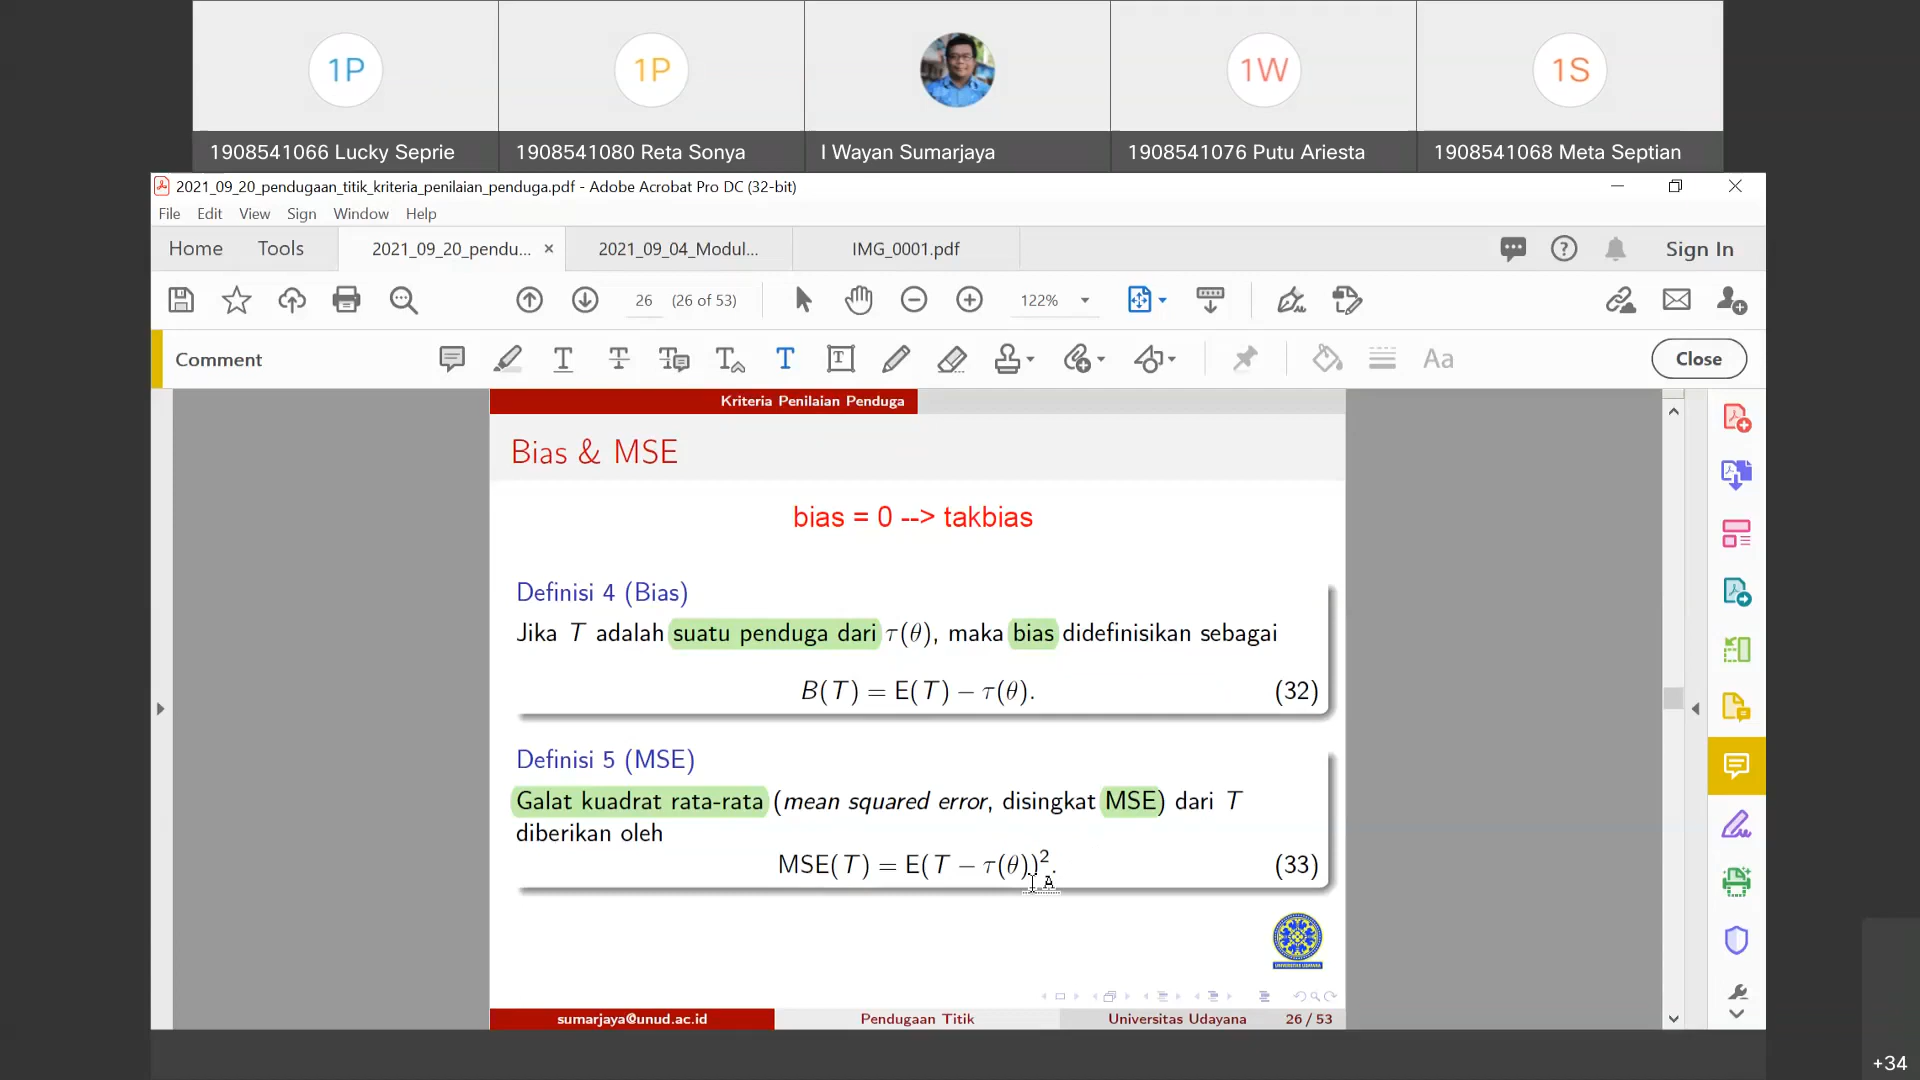 1P
1P
1W
1S
1908541066 Lucky Seprie
1908541080 Reta Sonya
I Wayan Sumarjaya
1908541076 Putu Ariesta
1908541068 Meta Septian
2021_09_20_pendugaan_titik_kriteria_penilaian_penduga.pdf - Adobe Acrobat Pro DC (32-bit)
File Edit View Sign Window Help
Home Tools 2021_09_20_pendu... × 2021_09_04_Modul... IMG_0001.pdf Sign In
26 (26 of 53) 122%
Comment Aa Close
Kriteria Penilaian Penduga
Bias & MSE
bias = 0 --> takbias
Definisi 4 (Bias)
Jika T adalah suatu penduga dari τ(θ), maka bias didefinisikan sebagai
B(T) = E(T) − τ(θ). (32)
Definisi 5 (MSE)
Galat kuadrat rata-rata (mean squared error, disingkat MSE) dari T
diberikan oleh
MSE(T) = E(T − τ(θ))². (33)
UNIVERSITAS UDAYANA
sumarjaya@unud.ac.id Pendugaan Titik Universitas Udayana 26 / 53
+34